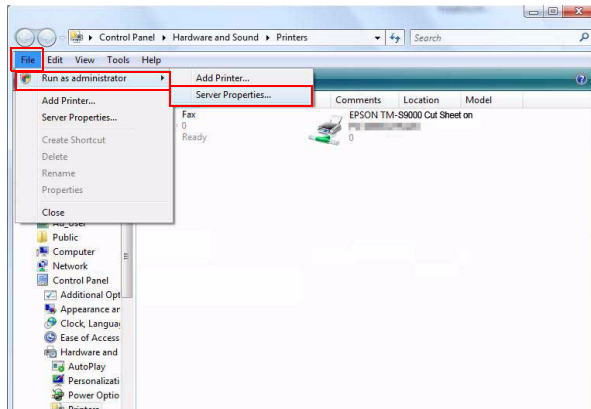 Control Panel Hardware and Sound Printers Search
File Edit View Tools Help
Run as administrator
Add Printer...
Server Properties...
Add Printer...
Server Properties...
Create Shortcut
Delete
Rename
Properties
Close
Comments Location Model
Fax
0
Ready
EPSON TM-S9000 Cut Sheet on
0
Public
Computer
Network
Control Panel
Additional Opt
Appearance ar
Clock, Languag
Ease of Access
Hardware and
AutoPlay
Personalizati
Power Optio
Printers